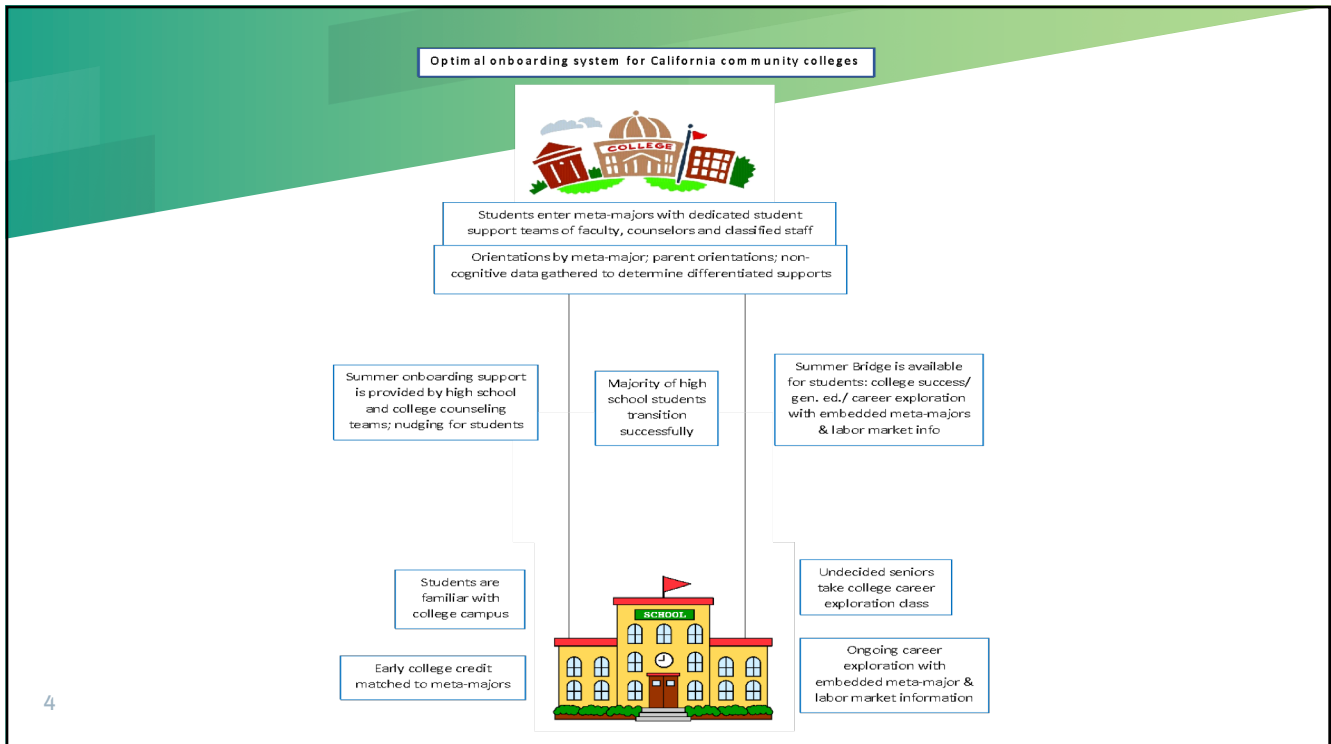 Optimal onboarding system for California community colleges
COLLEGE
Students enter meta-majors with dedicated student
support teams of faculty, counselors and classified staff
Orientations by meta-major; parent orientations; non-
cognitive data gathered to determine differentiated supports
Summer onboarding support
is provided by high school
and college counseling
teams; nudging for students
Majority of high
school students
transition
successfully
Summer Bridge is available
for students: college success/
gen. ed./ career exploration
with embedded meta-majors
& labor market info
Students are
familiar with
college campus
Early college credit
matched to meta-majors
SCHOOL
Undecided seniors
take college career
exploration class
Ongoing career
exploration with
embedded meta-major &
labor market information
4